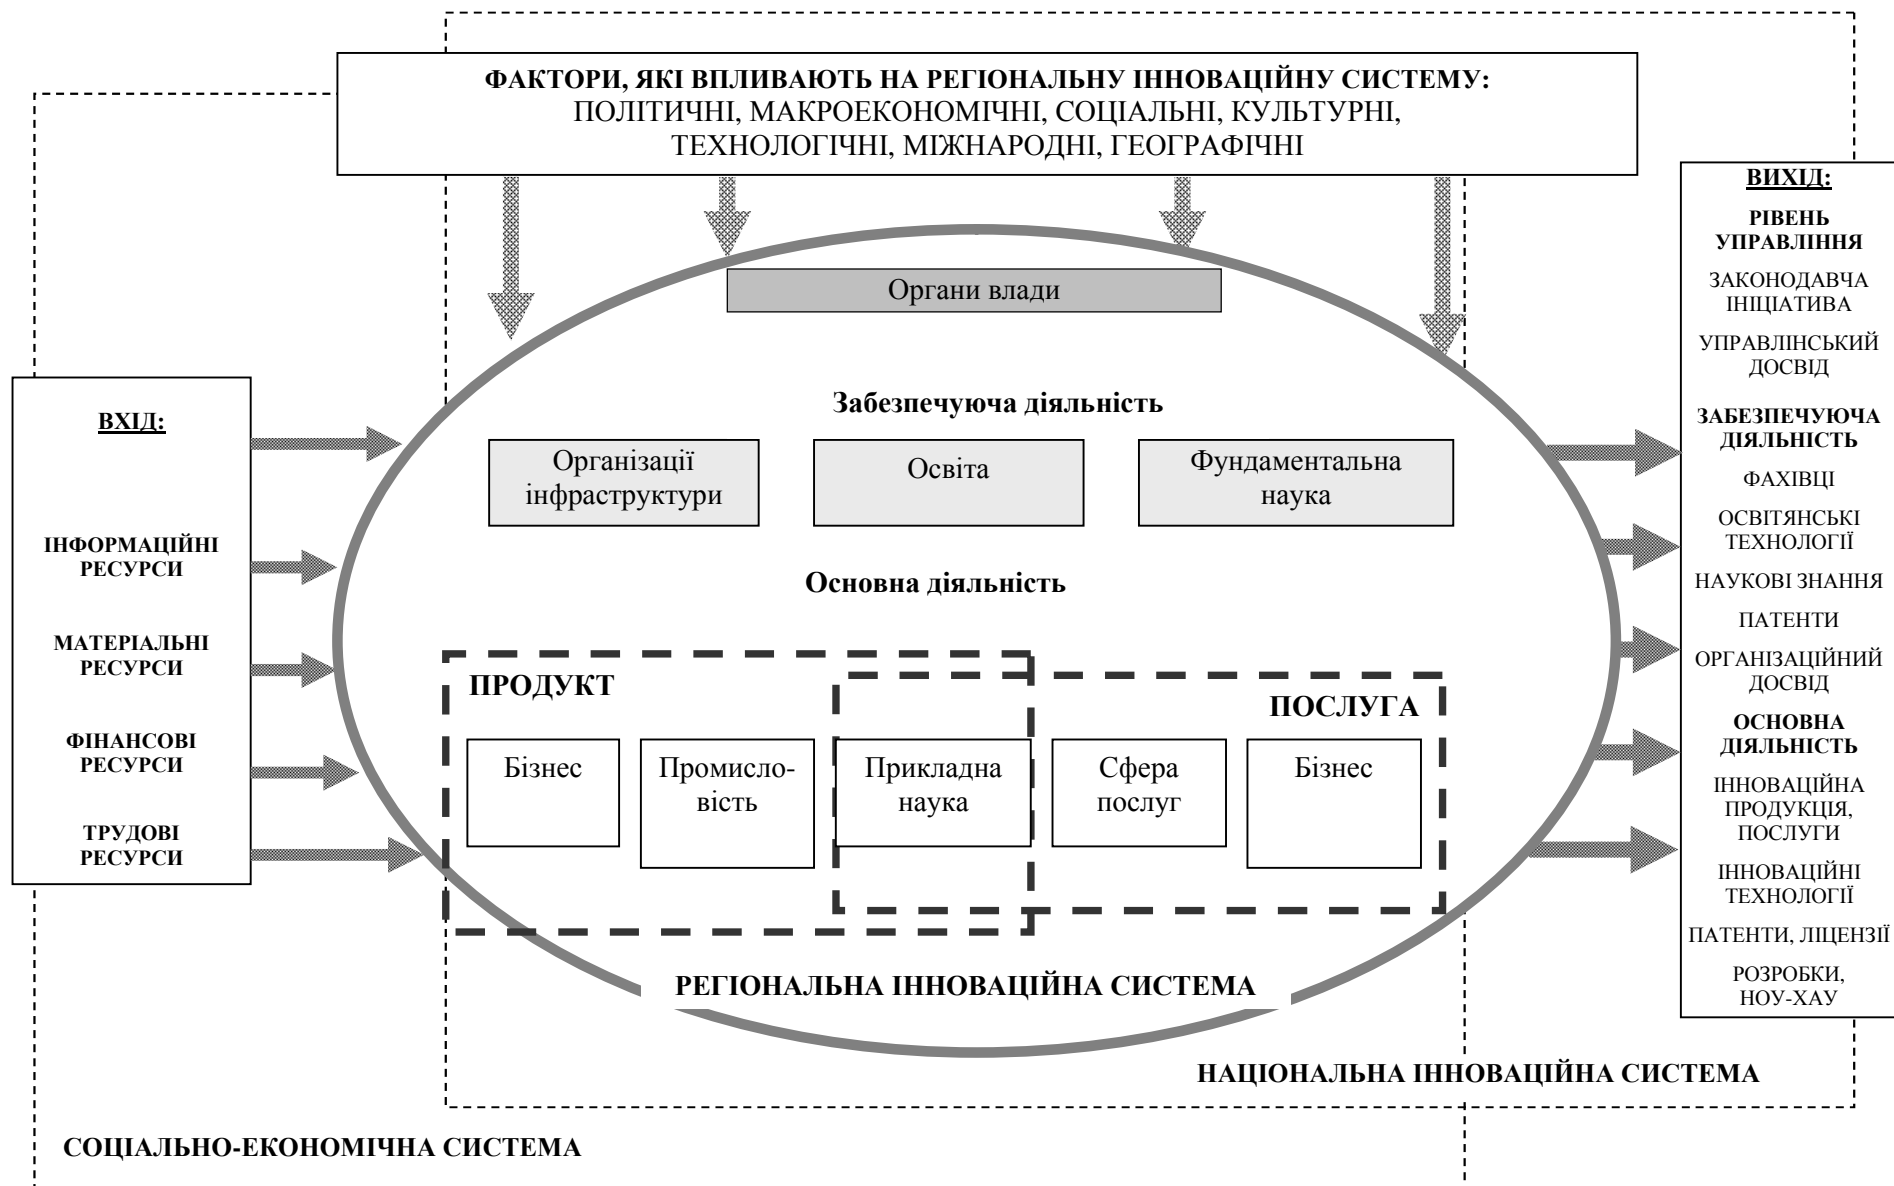 ФАКТОРИ, ЯКІ ВПЛИВАЮТЬ НА РЕГІОНАЛЬНУ ІННОВАЦІЙНУ СИСТЕМУ:
ПОЛІТИЧНІ, МАКРОЕКОНОМІЧНІ, СОЦІАЛЬНІ, КУЛЬТУРНІ,
ТЕХНОЛОГІЧНІ, МІЖНАРОДНІ, ГЕОГРАФІЧНІ
ВХІД:
ІНФОРМАЦІЙНІ
РЕСУРСИ
МАТЕРІАЛЬНІ
РЕСУРСИ
ФІНАНСОВІ
РЕСУРСИ
ТРУДОВІ
РЕСУРСИ
Органи влади
Забезпечуюча діяльність
Організації
інфраструктури
Освіта
Фундаментальна
наука
Основна діяльність
ПРОДУКТ
ПОСЛУГА
Бізнес
Промисло-
вість
Прикладна
наука
Сфера
послуг
Бізнес
РЕГІОНАЛЬНА ІННОВАЦІЙНА СИСТЕМА
ВИХІД:
РІВЕНЬ
УПРАВЛІННЯ
ЗАКОНОДАВЧА
ІНІЦІАТИВА
УПРАВЛІНСЬКИЙ
ДОСВІД
ЗАБЕЗПЕЧУЮЧА
ДІЯЛЬНІСТЬ
ФАХІВЦІ
ОСВІТЯНСЬКІ
ТЕХНОЛОГІЇ
НАУКОВІ ЗНАННЯ
ПАТЕНТИ
ОРГАНІЗАЦІЙНИЙ
ДОСВІД
ОСНОВНА
ДІЯЛЬНІСТЬ
ІННОВАЦІЙНА
ПРОДУКЦІЯ,
ПОСЛУГИ
ІННОВАЦІЙНІ
ТЕХНОЛОГІЇ
ПАТЕНТИ, ЛІЦЕНЗІЇ
РОЗРОБКИ,
НОУ-ХАУ
НАЦІОНАЛЬНА ІННОВАЦІЙНА СИСТЕМА
СОЦІАЛЬНО-ЕКОНОМІЧНА СИСТЕМА